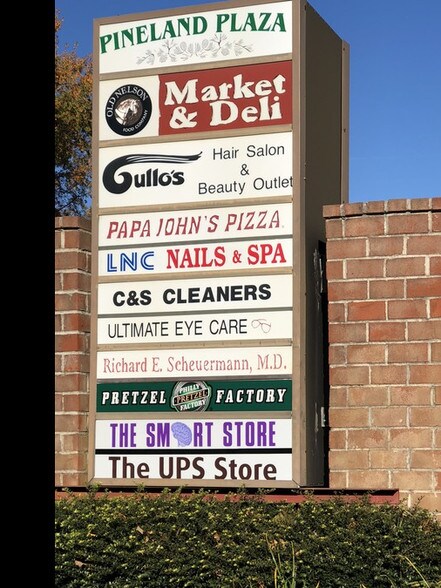 PINELAND PLAZA
OLD NELSON
FOOD COMPANY
Market
& Deli
Gullo's
Hair Salon
&
Beauty Outlet
PAPA JOHN'S PIZZA
LNC NAILS & SPA
C&S CLEANERS
ULTIMATE EYE CARE
Richard E. Scheuermann, M.D.
PRETZEL PHILLY PRETZEL FACTORY FACTORY
THE SMART STORE
The UPS Store